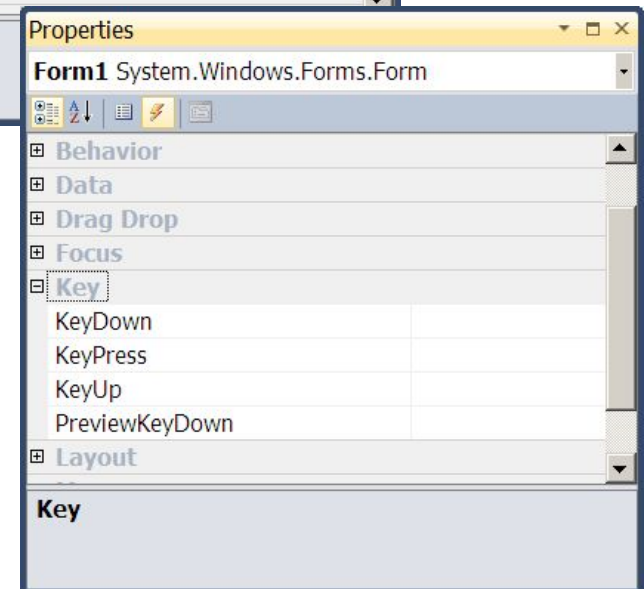 Properties
Form1 System.Windows.Forms.Form
Behavior
Data
Drag Drop
Focus
Key
KeyDown
KeyPress
KeyUp
PreviewKeyDown
Layout
Key